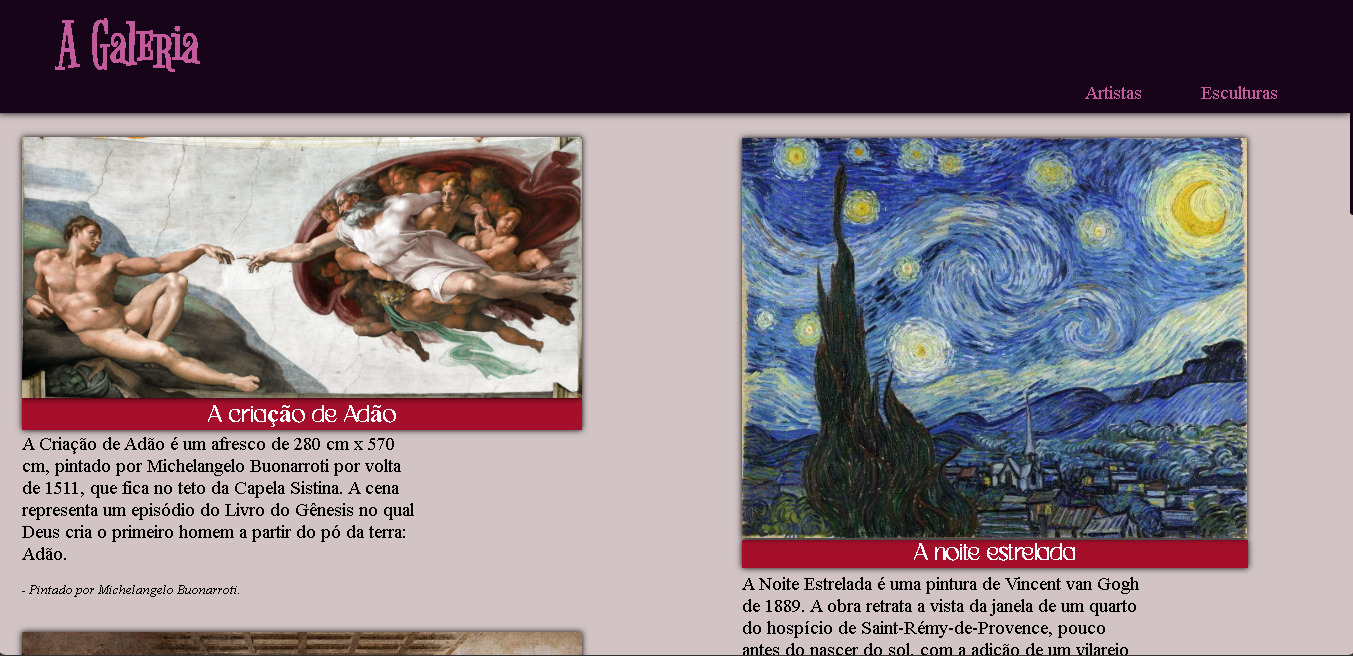 A Galeria
Artistas
Esculturas
A criação de Adão
A Criação de Adão é um afresco de 280 cm x 570
cm, pintado por Michelangelo Buonarroti por volta
de 1511, que fica no teto da Capela Sistina. A cena
representa um episódio do Livro do Gênesis no qual
Deus cria o primeiro homem a partir do pó da terra:
Adão.
- Pintado por Michelangelo Buonarroti.
A noite estrelada
A Noite Estrelada é uma pintura de Vincent van Gogh
de 1889. A obra retrata a vista da janela de um quarto
do hospício de Saint-Rémy-de-Provence, pouco
antes do nascer do sol, com a adição de um vilarejo